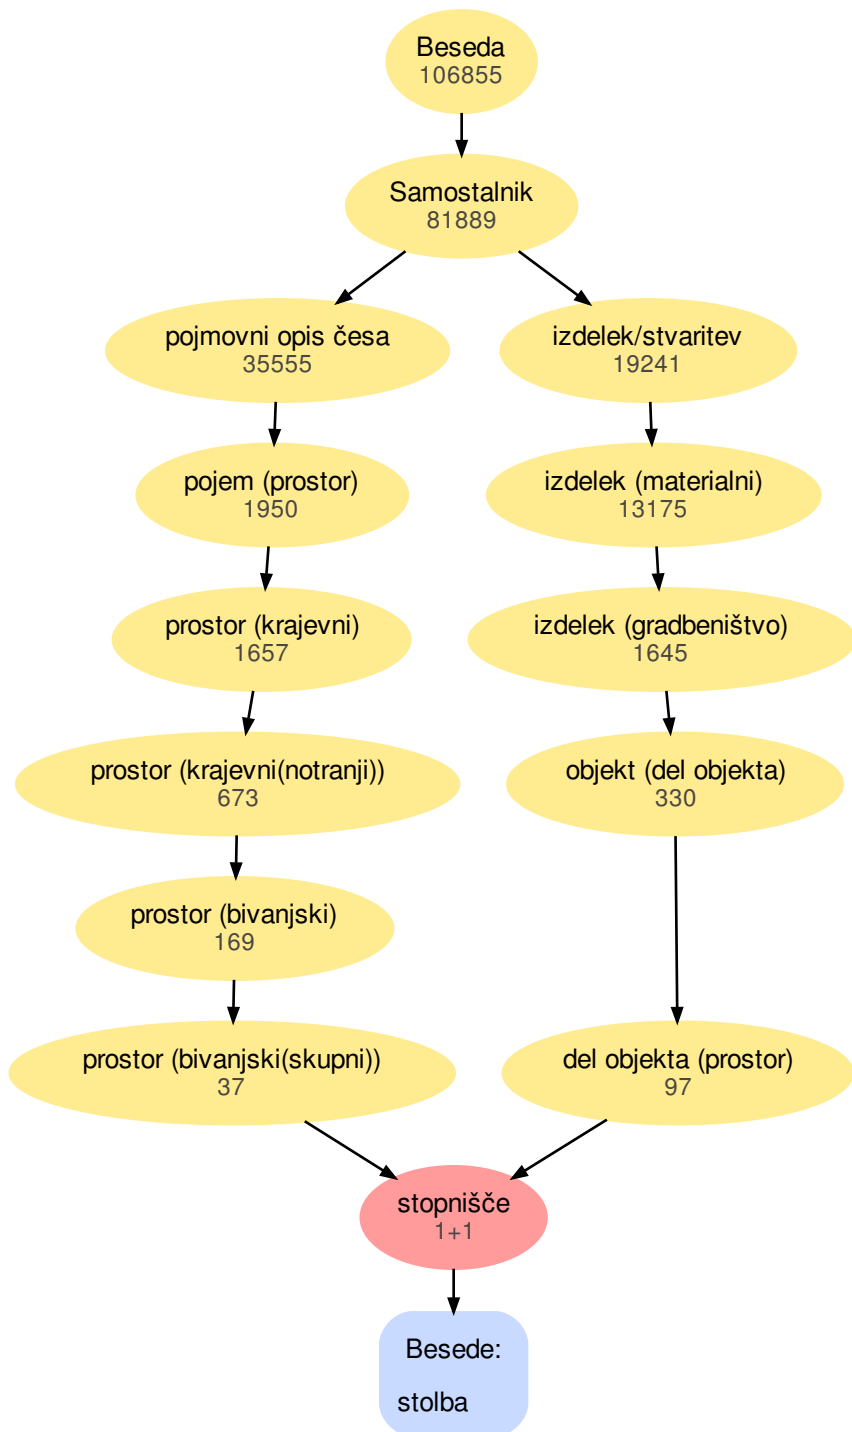 Beseda
106855
Samostalnik
81889
pojmovni opis česa
35555
izdelek/stvaritev
19241
pojem (prostor)
1950
izdelek (materialni)
13175
prostor (krajevni)
1657
izdelek (gradbeništvo)
1645
prostor (krajevni(notranji))
673
objekt (del objekta)
330
prostor (bivanjski)
169
prostor (bivanjski(skupni))
37
del objekta (prostor)
97
stopnišče
1+1
Besede:
stolba